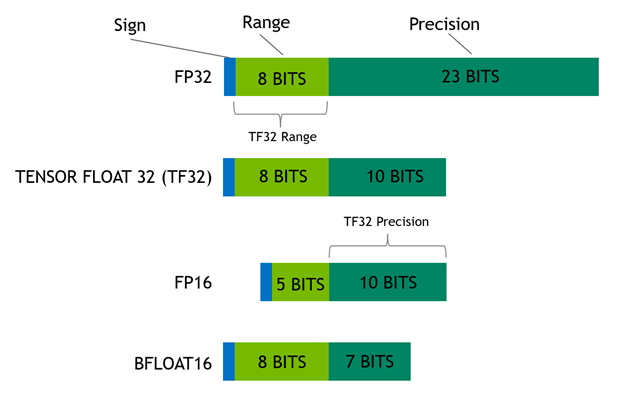 Sign
Range
Precision
FP32
8 BITS
23 BITS
TF32 Range
TENSOR FLOAT 32 (TF32)
8 BITS
10 BITS
TF32 Precision
FP16
5 BITS
10 BITS
BFLOAT16
8 BITS
7 BITS